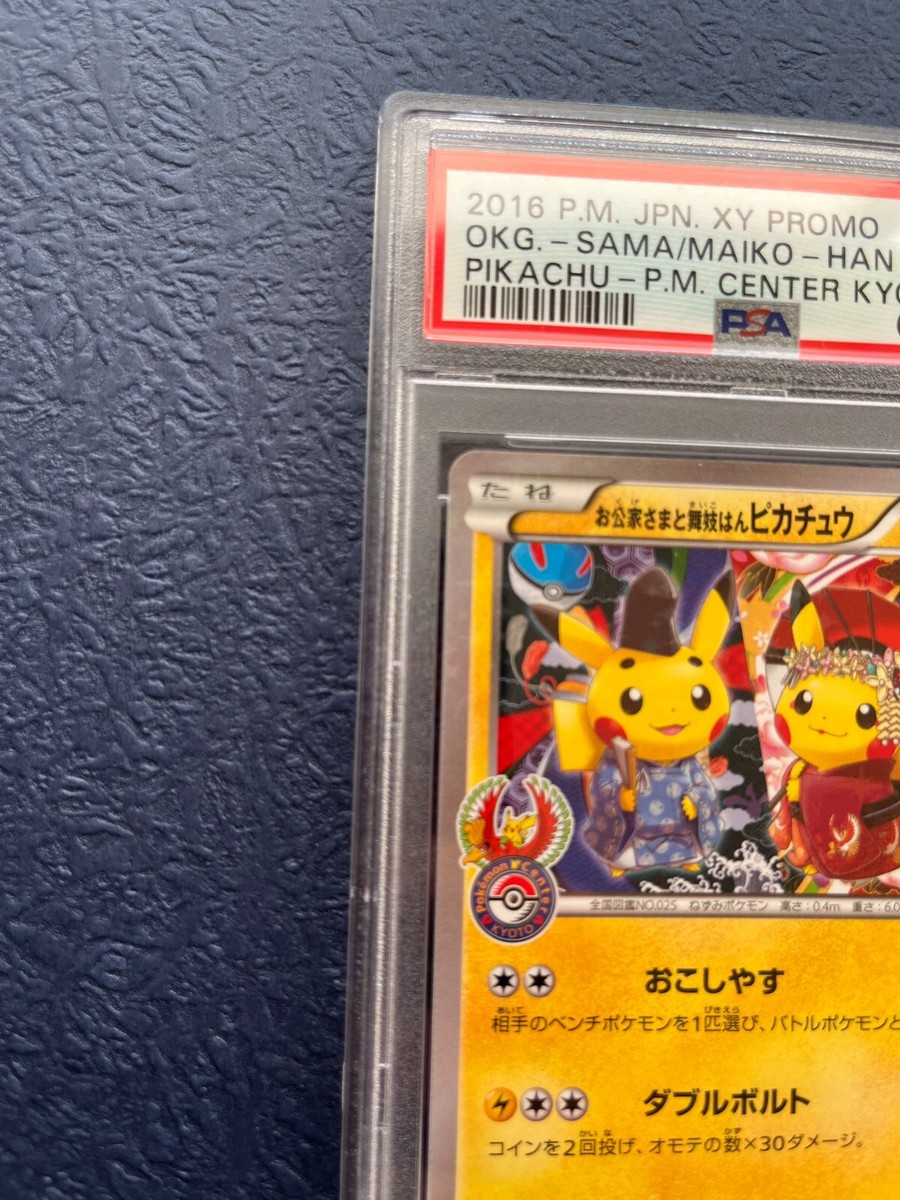 2016 P.M. JPN. XY PROMO
OKG.-SAMA/MAIKO-HAN
PIKACHU-P.M. CENTER KYO
PSA
たね
お公家さまと舞妓はんピカチュウ
全国図鑑NO.025 ねずみポケモン 高さ:0.4m 重さ:6.0
Pokémon Center
KYOTO
おこしやす
相手のベンチポケモンを1匹選び、バトルポケモンと
ダブルボルト
コインを2回投げ、オモテの数×30ダメージ。